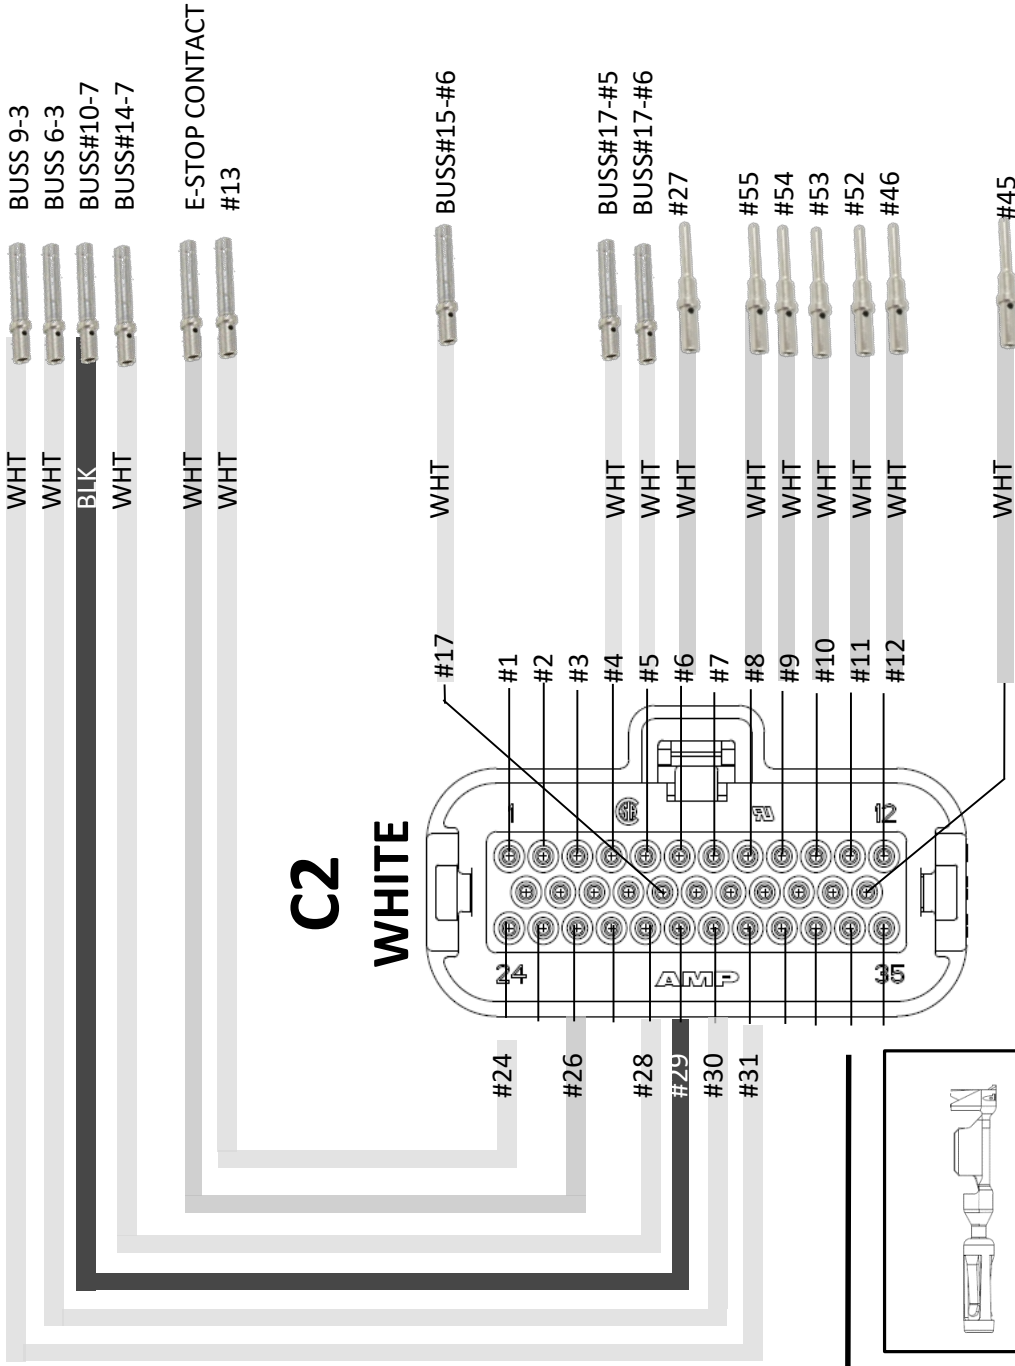 BUSS 9-3
BUSS 6-3
BUSS#10-7
BUSS#14-7
E-STOP CONTACT
#13
BUSS#15-#6
BUSS#17-#5
BUSS#17-#6
#27
#55
#54
#53
#52
#46
#45
WHT
WHT
BLK
WHT
WHT
WHT
WHT
WHT
WHT
WHT
WHT
WHT
WHT
WHT
WHT
WHT
#17
#1
#2
#3
#4
#5
#6
#7
#8
#9
#10
#11
#12
C2
WHITE
1
12
24
AMP
35
#24
#26
#28
#29
#30
#31